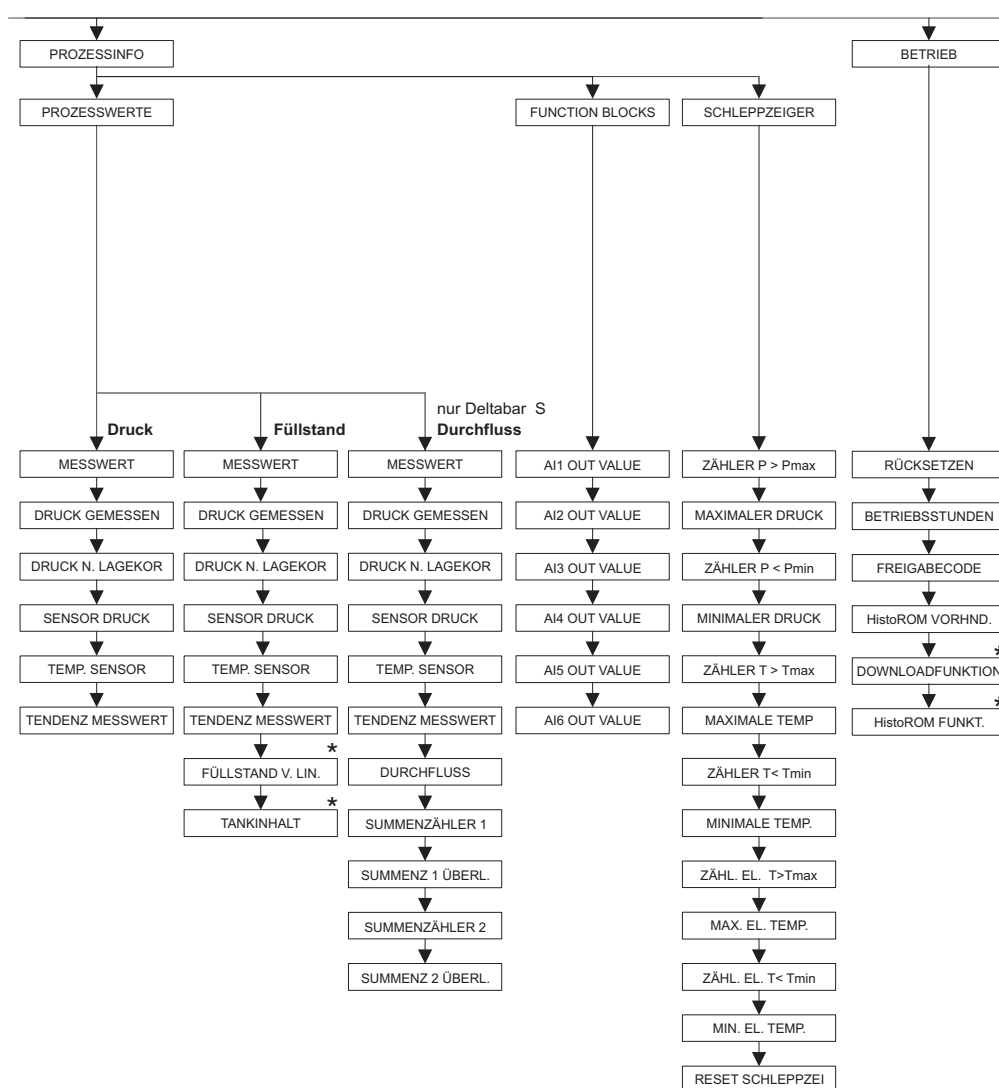 PROZESSINFO
BETRIEB
PROZESSWERTE
FUNCTION BLOCKS
SCHLEPPZEIGER
nur Deltabar S
Druck
Füllstand
Durchfluss
MESSWERT
DRUCK GEMESSEN
DRUCK N. LAGEKOR
SENSOR DRUCK
TEMP. SENSOR
TENDENZ MESSWERT
MESSWERT
DRUCK GEMESSEN
DRUCK N. LAGEKOR
SENSOR DRUCK
TEMP. SENSOR
TENDENZ MESSWERT
*
FÜLLSTAND V. LIN.
*
TANKINHALT
MESSWERT
DRUCK GEMESSEN
DRUCK N. LAGEKOR
SENSOR DRUCK
TEMP. SENSOR
TENDENZ MESSWERT
DURCHFLUSS
SUMMENZÄHLER 1
SUMMENZ 1 ÜBERL.
SUMMENZÄHLER 2
SUMMENZ 2 ÜBERL.
AI1 OUT VALUE
AI2 OUT VALUE
AI3 OUT VALUE
AI4 OUT VALUE
AI5 OUT VALUE
AI6 OUT VALUE
ZÄHLER P > Pmax
MAXIMALER DRUCK
ZÄHLER P < Pmin
MINIMALER DRUCK
ZÄHLER T > Tmax
MAXIMALE TEMP
ZÄHLER T< Tmin
MINIMALE TEMP.
ZÄHL. EL. T>Tmax
MAX. EL. TEMP.
ZÄHL. EL. T< Tmin
MIN. EL. TEMP.
RESET SCHLEPPZEI
RÜCKSETZEN
BETRIEBSSTUNDEN
FREIGABECODE
HistoROM VORHND.
*
DOWNLOADFUNKTION
*
HistoROM FUNKT.